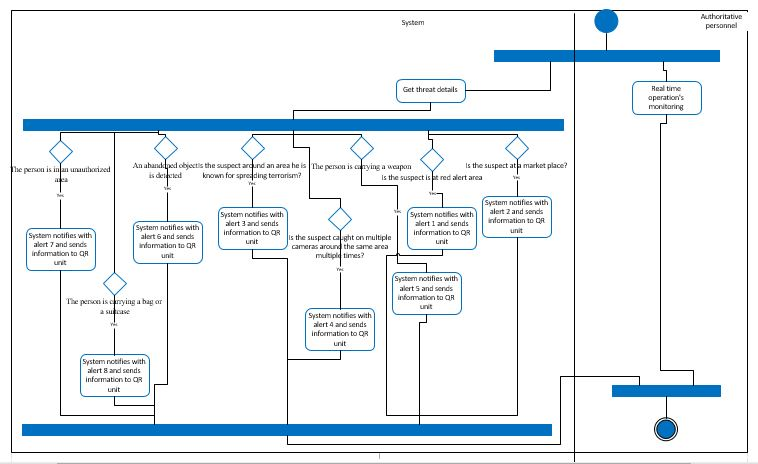 System
Authoritative
personnel
Get threat details
Real time
operation's
monitoring
The person is in an unauthorized
area
An abandoned object
is detected
Is the suspect around an area he is
known for spreading terrorism?
The person is carrying a weapon
Is the suspect is at red alert area
Is the suspect at a market place?
Yes
Yes
Yes
Yes
Yes
Yes
System notifies with
alert 7 and sends
information to QR
unit
System notifies with
alert 6 and sends
information to QR
unit
System notifies with
alert 3 and sends
information to QR
unit
Is the suspect caught on multiple
cameras around the same area
multiple times?
Yes
System notifies with
alert 1 and sends
information to QR
unit
System notifies with
alert 2 and sends
information to QR
unit
System notifies with
alert 5 and sends
information to QR
unit
The person is carrying a bag or
a suitcase
Yes
System notifies with
alert 4 and sends
information to QR
unit
System notifies with
alert 8 and sends
information to QR
unit